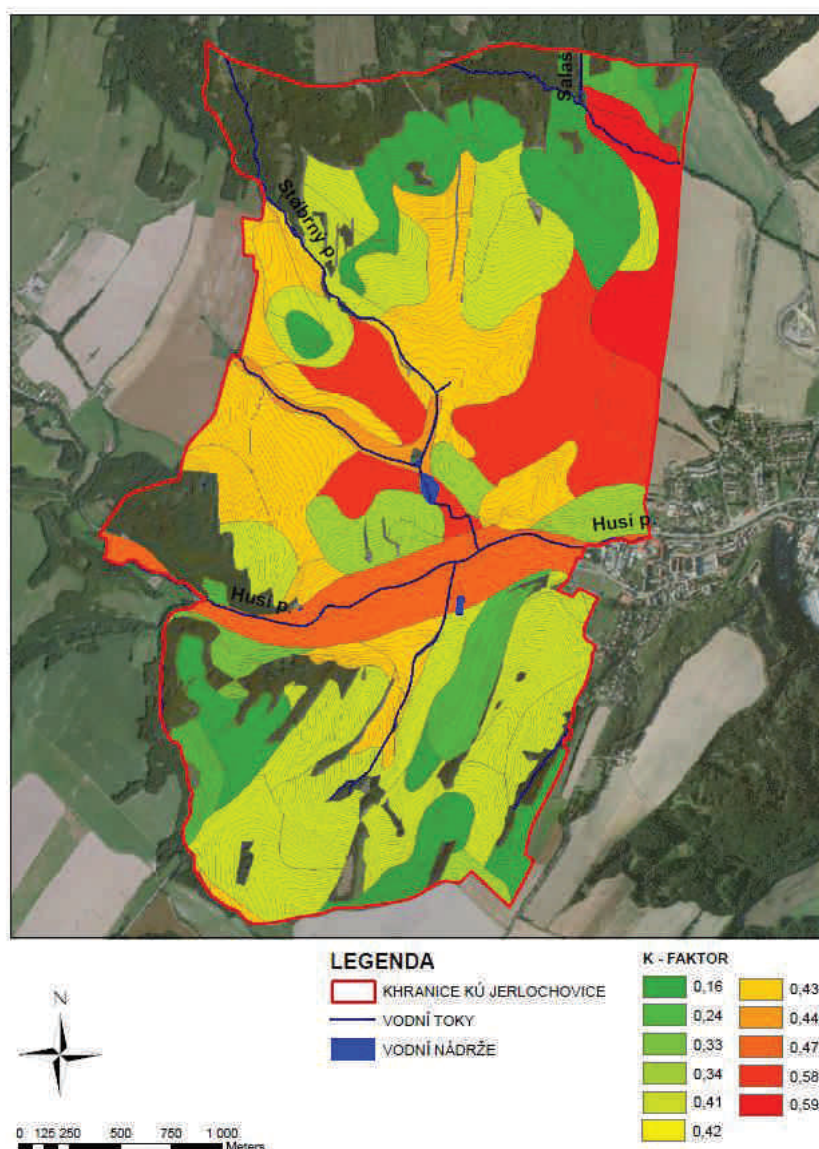 Salaš
Stříbrný p.
Husí p.
Husí p.
LEGENDA
KHRANICE KÚ JERLOCHOVICE
VODNÍ TOKY
VODNÍ NÁDRŽE
K - FAKTOR
0,16
0,24
0,33
0,34
0,41
0,42
0,43
0,44
0,47
0,58
0,59
N
0 125 250 500 750 1 000
Meters